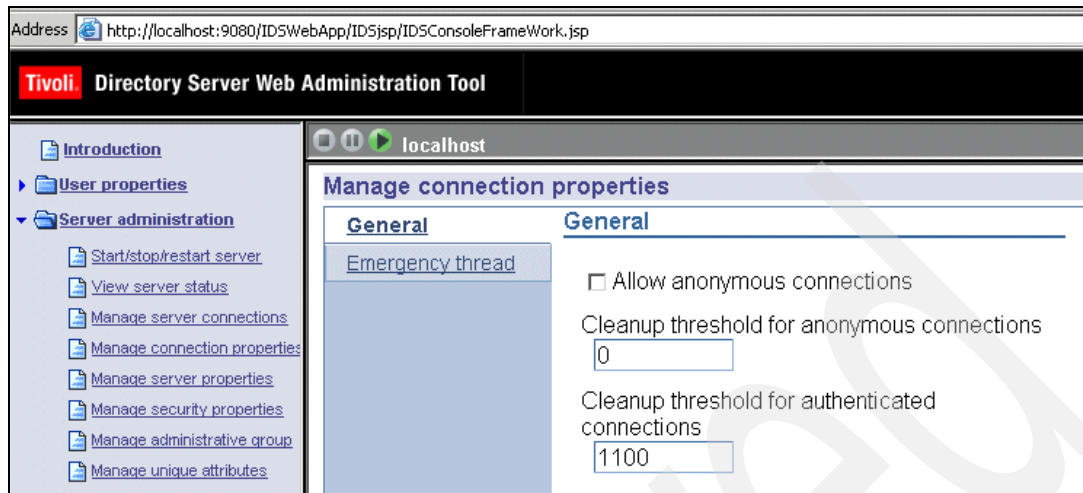 Address http://localhost:9080/IDSWebApp/IDSjsp/IDSConsoleFrameWork.jsp
Tivoli. Directory Server Web Administration Tool
Introduction
User properties
Server administration
Start/stop/restart server
View server status
Manage server connections
Manage connection properties
Manage server properties
Manage security properties
Manage administrative group
Manage unique attributes
localhost
Manage connection properties
General
Emergency thread
General
Allow anonymous connections
Cleanup threshold for anonymous connections
0
Cleanup threshold for authenticated
connections
1100